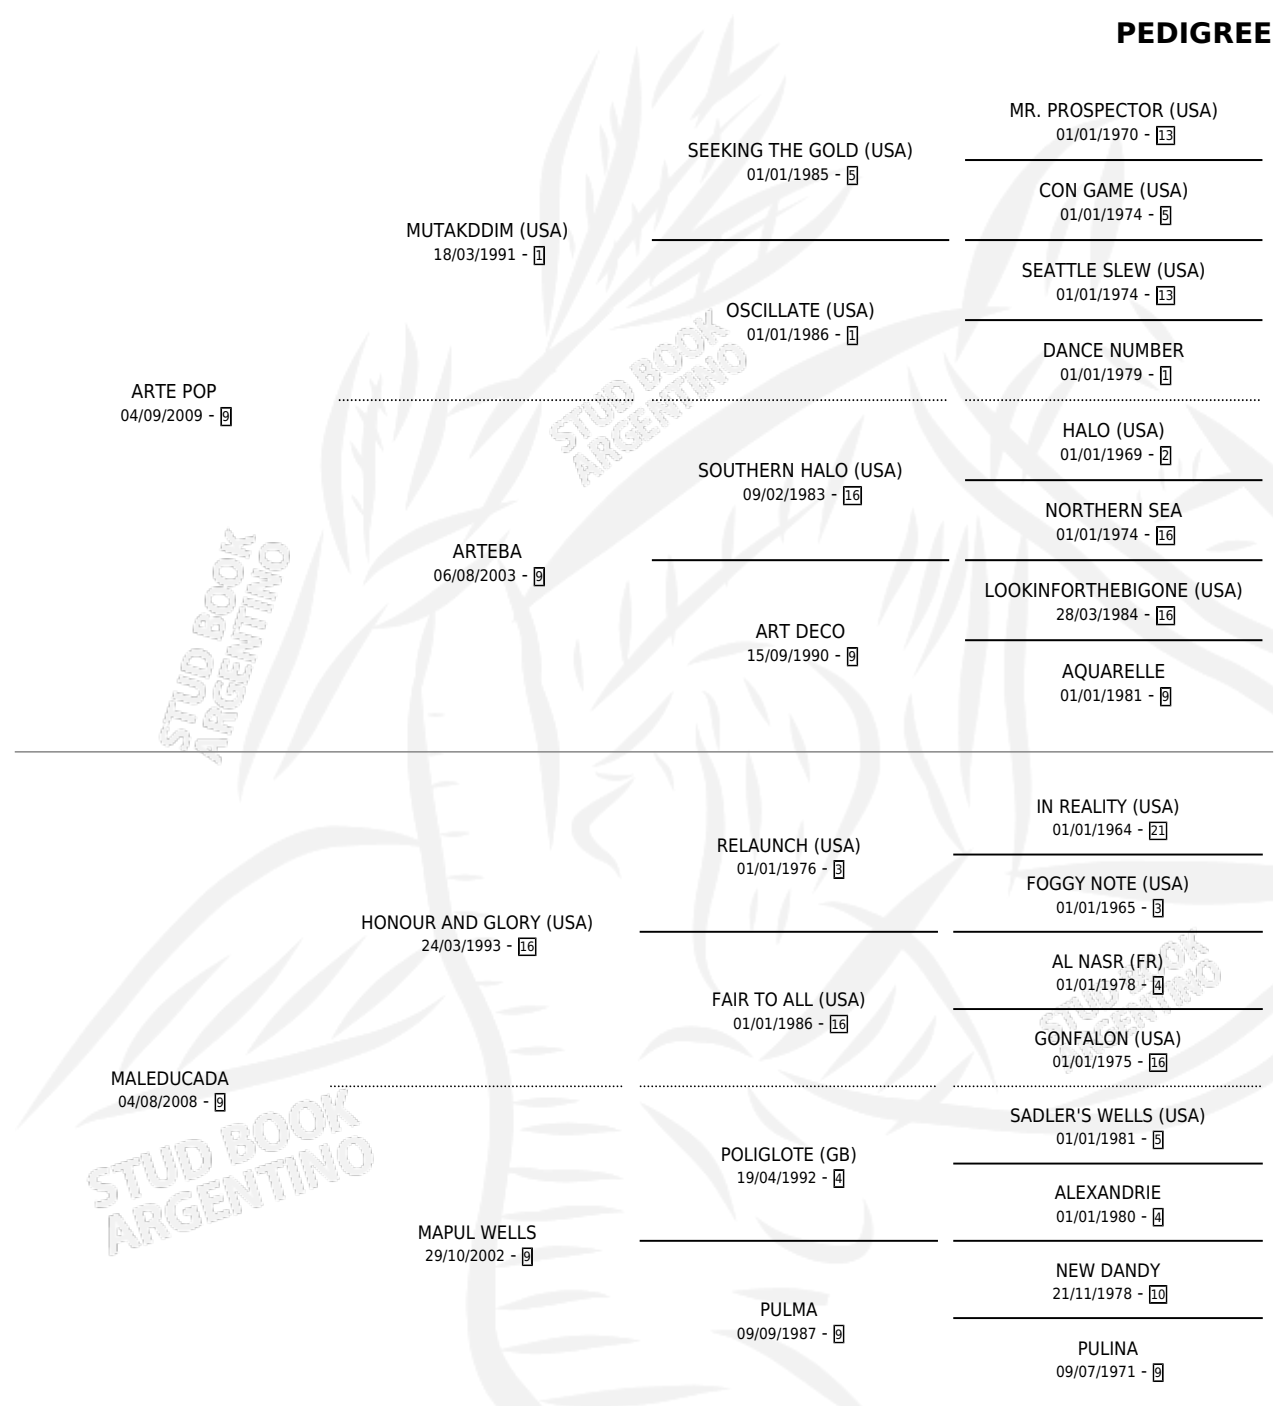 PEDIGREE
MR. PROSPECTOR (USA)
01/01/1970 - 13
SEEKING THE GOLD (USA)
01/01/1985 - 5
CON GAME (USA)
01/01/1974 - 5
MUTAKDDIM (USA)
18/03/1991 - 1
SEATTLE SLEW (USA)
01/01/1974 - 13
OSCILLATE (USA)
01/01/1986 - 1
DANCE NUMBER
01/01/1979 - 1
ARTE POP
04/09/2009 - 9
HALO (USA)
01/01/1969 - 2
SOUTHERN HALO (USA)
09/02/1983 - 16
NORTHERN SEA
01/01/1974 - 16
ARTEBA
06/08/2003 - 9
LOOKINFORTHEBIGONE (USA)
28/03/1984 - 16
ART DECO
15/09/1990 - 9
AQUARELLE
01/01/1981 - 9
IN REALITY (USA)
01/01/1964 - 21
RELAUNCH (USA)
01/01/1976 - 3
FOGGY NOTE (USA)
01/01/1965 - 3
HONOUR AND GLORY (USA)
24/03/1993 - 16
AL NASR (FR)
01/01/1978 - 4
FAIR TO ALL (USA)
01/01/1986 - 16
GONFALON (USA)
01/01/1975 - 16
MALEDUCADA
04/08/2008 - 9
SADLER'S WELLS (USA)
01/01/1981 - 5
POLIGLOTE (GB)
19/04/1992 - 4
ALEXANDRIE
01/01/1980 - 4
MAPUL WELLS
29/10/2002 - 9
NEW DANDY
21/11/1978 - 10
PULMA
09/09/1987 - 9
PULINA
09/07/1971 - 9
STUD BOOK
ARGENTINO
STUD BOOK
ARGENTINO
STUD BOOK
ARGENTINO
STUD BOOK
ARGENTINO